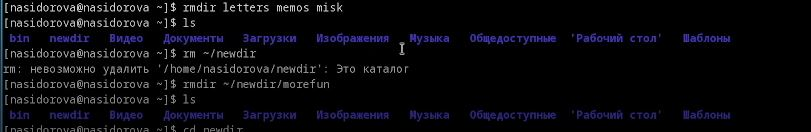 [nasidorova@nasidorova ~]$ rmdir letters memos misk
[nasidorova@nasidorova ~]$ ls
bin newdir Видео Документы Загрузки Изображения Музыка Общедоступные 'Рабочий стол' Шаблоны
[nasidorova@nasidorova ~]$ rm ~/newdir
rm: невозможно удалить '/home/nasidorova/newdir': Это каталог
[nasidorova@nasidorova ~]$ rmdir ~/newdir/morefun
[nasidorova@nasidorova ~]$ ls
bin newdir Видео Документы Загрузки Изображения Музыка Общедоступные 'Рабочий стол' Шаблоны
[nasidorova@nasidorova ~]$ cd newdir